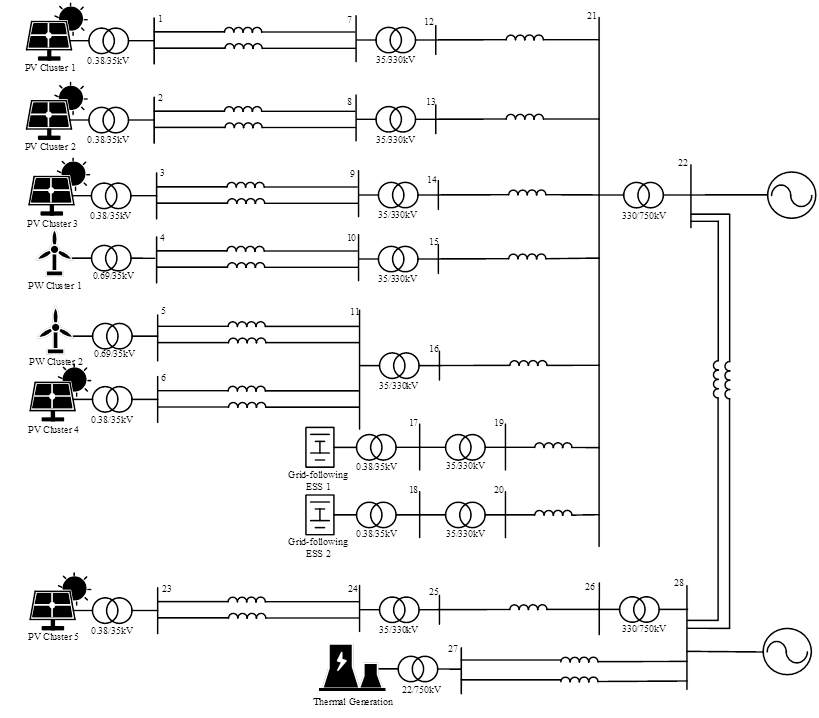 1 7 12 21
0.38/35kV 35/330kV
PV Cluster 1
2 8 13
0.38/35kV 35/330kV
PV Cluster 2
3 9 14 22
0.38/35kV 35/330kV 330/750kV
PV Cluster 3
4 10 15
0.69/35kV 35/330kV
PW Cluster 1
5 11
16
0.69/35kV
PW Cluster 2
6 35/330kV
0.38/35kV
PV Cluster 4
17 19
0.38/35kV 35/330kV
Grid-following
ESS 1
18 20
0.38/35kV 35/330kV
Grid-following
ESS 2
23 24 25 26 28
0.38/35kV 35/330kV 330/750kV
PV Cluster 5
27
22/750kV
Thermal Generation